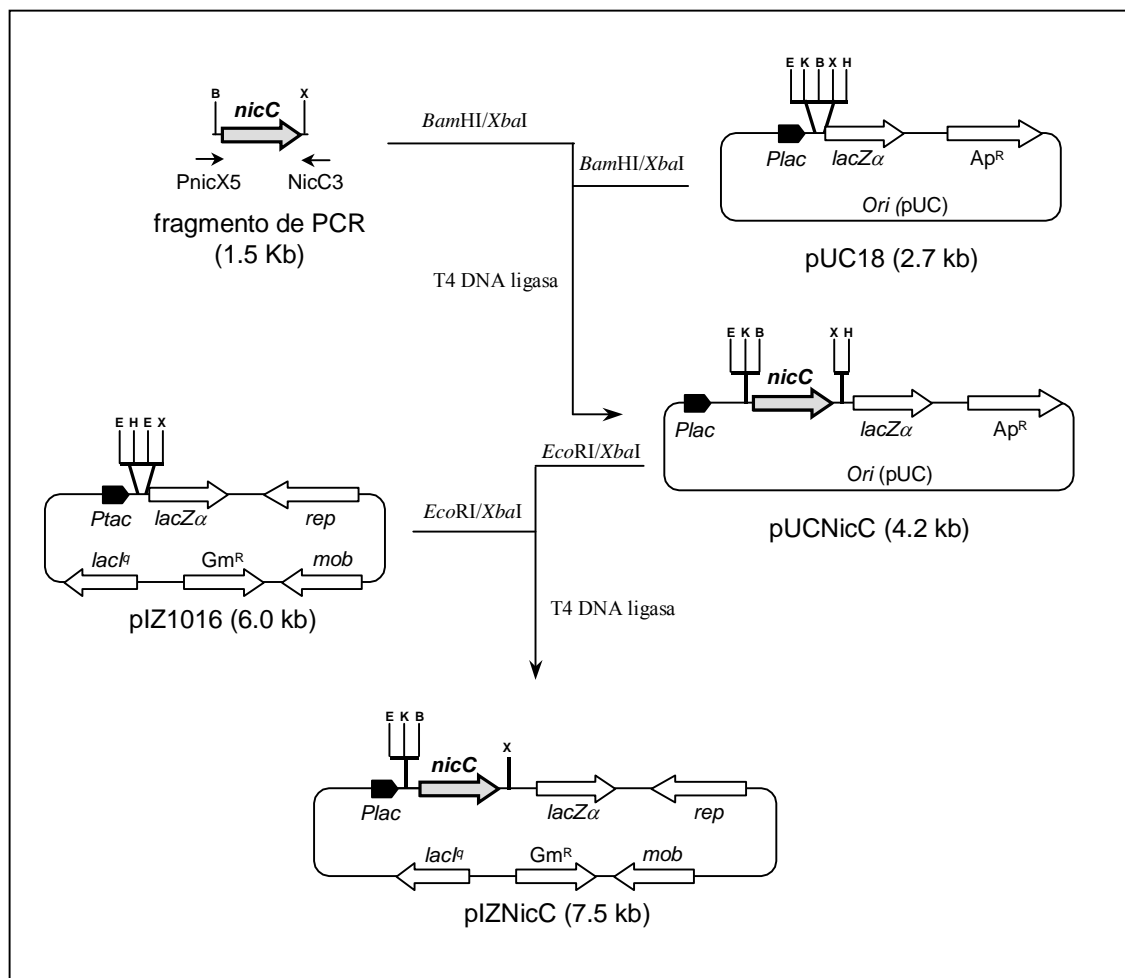 B X
nicC
PnicX5 NicC3
fragmento de PCR
(1.5 Kb)
BamHI/XbaI
BamHI/XbaI
T4 DNA ligasa
E K B X H
Plac lacZα ApR
Ori (pUC)
pUC18 (2.7 kb)
E K B X H
nicC
Plac lacZα ApR
Ori (pUC)
pUCNicC (4.2 kb)
EcoRI/XbaI
E H E X
Ptac lacZα rep
lacIq GmR mob
pIZ1016 (6.0 kb)
EcoRI/XbaI
T4 DNA ligasa
E K B X
nicC
Plac lacZα rep
lacIq GmR mob
pIZNicC (7.5 kb)